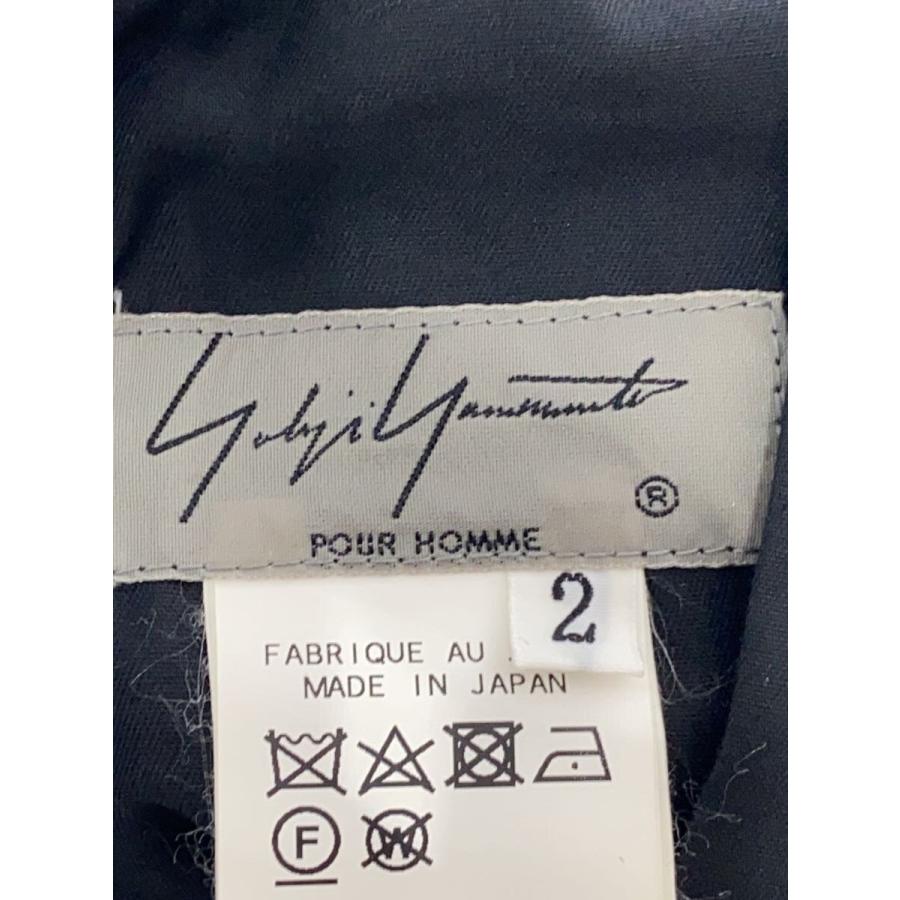 Yohji Yamamoto
®
POUR HOMME
2
FABRIQUE AU
MADE IN JAPAN
F
W